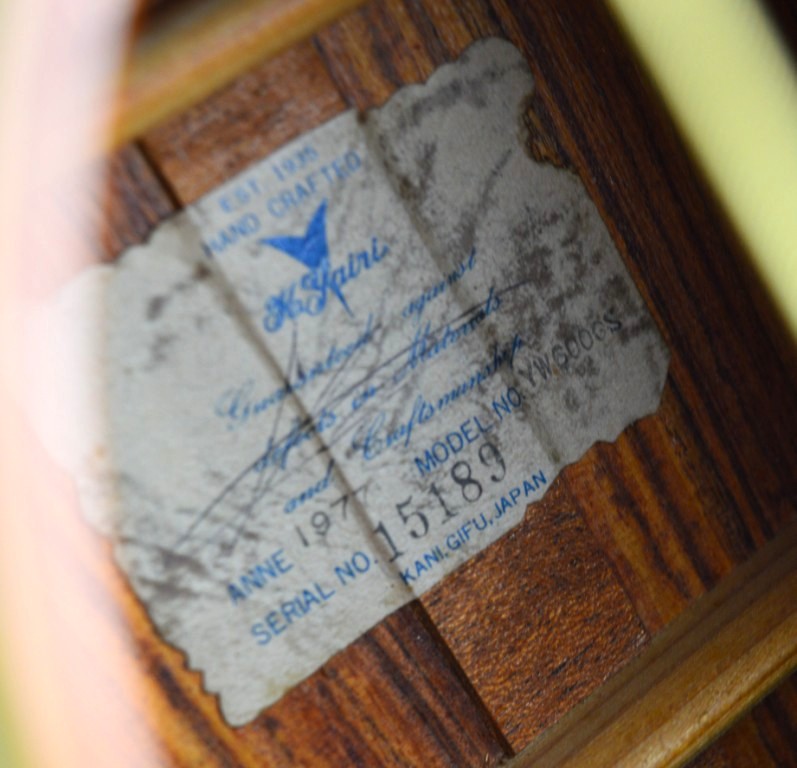 EST 1935
HAND CRAFTED
K.Yairi
Guaranteed against
defects in Materials
and Craftsmanship
MODEL NO. YW600GS
ANNE 1977
SERIAL NO. 15189
KANI.GIFU,JAPAN